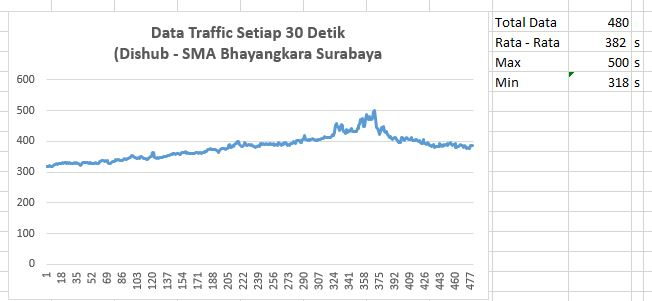 Data Traffic Setiap 30 Detik
(Dishub - SMA Bhayangkara Surabaya
600
500
400
300
200
100
0
1 18 35 52 69 86 103 120 137 154 171 188 205 222 239 256 273 290 307 324 341 358 375 392 409 426 443 460 477
Total Data 480
Rata - Rata 382 s
Max 500 s
Min 318 s